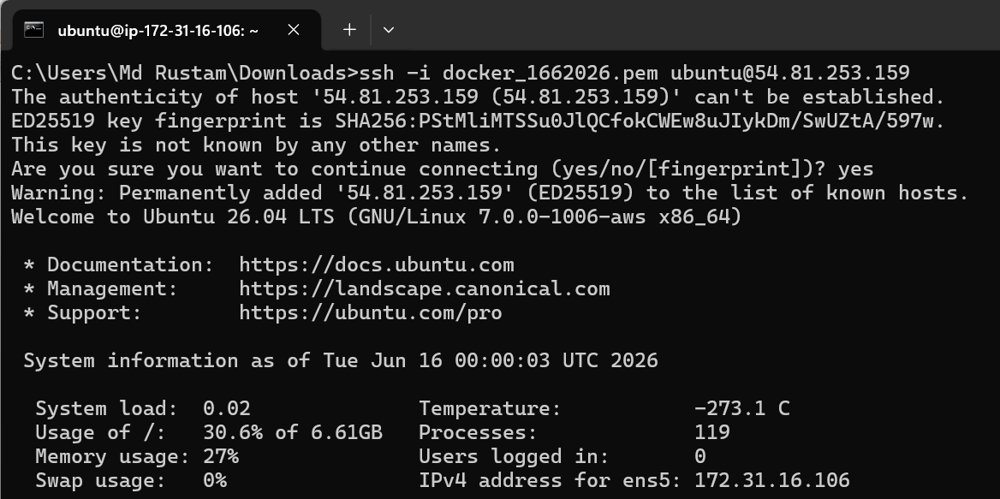 ubuntu@ip-172-31-16-106: ~
C:\Users\Md Rustam\Downloads>ssh -i docker_1662026.pem ubuntu@54.81.253.159
The authenticity of host '54.81.253.159 (54.81.253.159)' can't be established.
ED25519 key fingerprint is SHA256:PStMliMTSSu0JlQCfokCWEw8uJIykDm/SwUZtA/597w.
This key is not known by any other names.
Are you sure you want to continue connecting (yes/no/[fingerprint])? yes
Warning: Permanently added '54.81.253.159' (ED25519) to the list of known hosts.
Welcome to Ubuntu 26.04 LTS (GNU/Linux 7.0.0-1006-aws x86_64)
* Documentation:  https://docs.ubuntu.com
* Management:     https://landscape.canonical.com
* Support:        https://ubuntu.com/pro
System information as of Tue Jun 16 00:00:03 UTC 2026
System load:  0.02              Temperature:           -273.1 C
Usage of /:   30.6% of 6.61GB   Processes:             119
Memory usage: 27%               Users logged in:       0
Swap usage:   0%                IPv4 address for ens5: 172.31.16.106